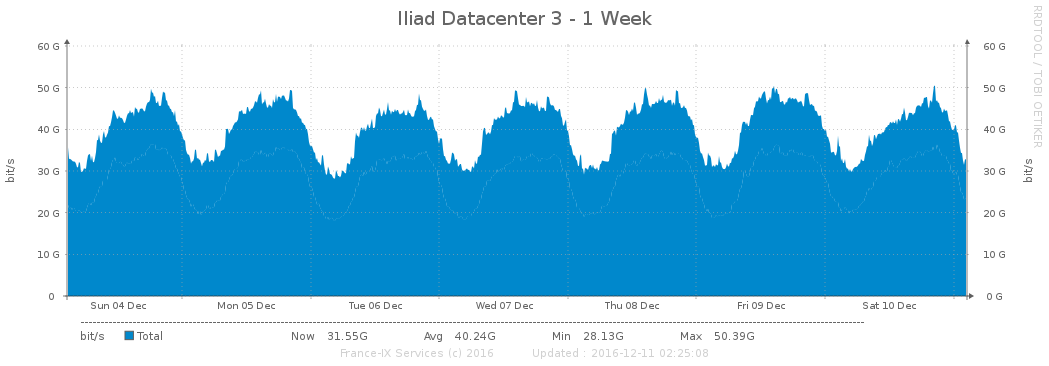 Iliad Datacenter 3 - 1 Week
RRDTOOL / TOBI OETIKER
60 G 60 G
50 G 50 G
40 G 40 G
30 G 30 G
20 G 20 G
10 G 10 G
0 0 G
bit/s bit/s
Sun 04 Dec Mon 05 Dec Tue 06 Dec Wed 07 Dec Thu 08 Dec Fri 09 Dec Sat 10 Dec
bit/s Total Now 31.55G Avg 40.24G Min 28.13G Max 50.39G
France-IX Services (c) 2016 Updated : 2016-12-11 02:25:08